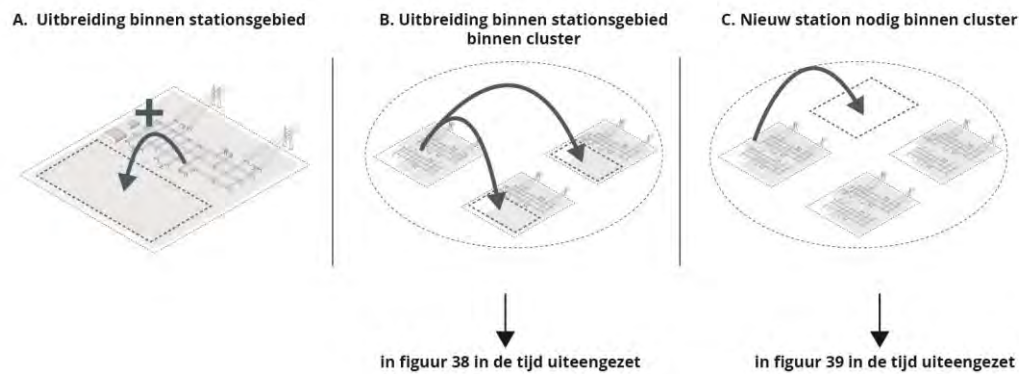 A. Uitbreiding binnen stationsgebied
B. Uitbreiding binnen stationsgebied
binnen cluster
C. Nieuw station nodig binnen cluster
in figuur 38 in de tijd uiteengezet
in figuur 39 in de tijd uiteengezet